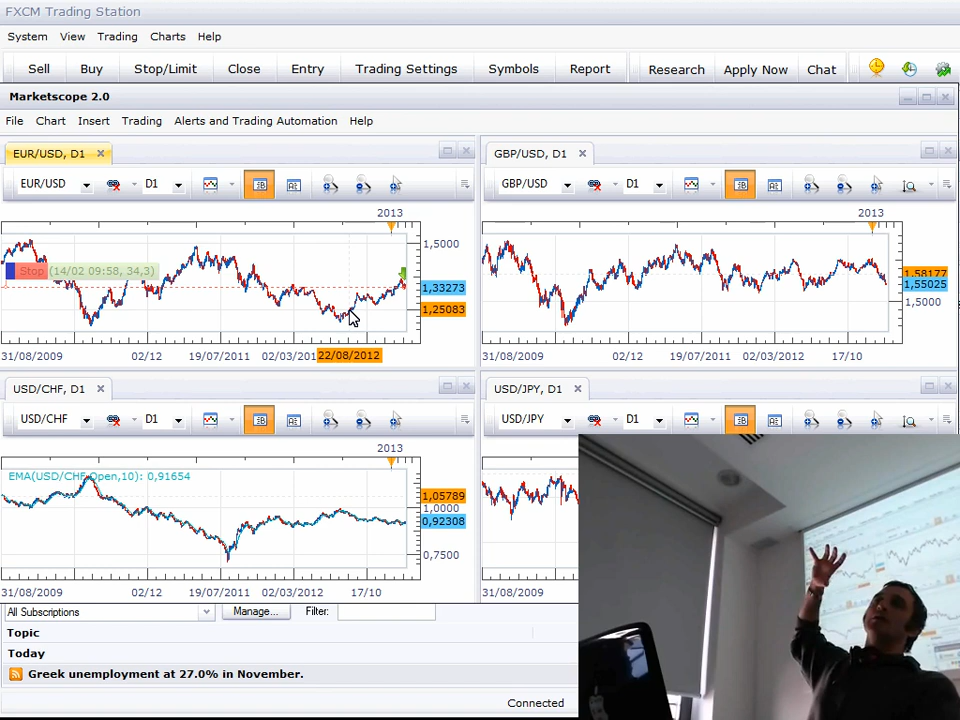 FXCM Trading Station
System View Trading Charts Help
Sell Buy Stop/Limit Close Entry Trading Settings Symbols Report Research Apply Now Chat
Marketscope 2.0
File Chart Insert Trading Alerts and Trading Automation Help
EUR/USD, D1
GBP/USD, D1
EUR/USD D1
GBP/USD D1
2013
2013
1,5000
Stop (14/02 09:58, 34,3)
1,33273
1,25083
1,58177
1,55025
1,5000
31/08/2009 02/12 19/07/2011 02/03/201 22/08/2012
31/08/2009 02/12 19/07/2011 02/03/2012 17/10
USD/CHF, D1
USD/JPY, D1
USD/CHF D1
USD/JPY D1
2013
EMA(USD/CHF.Open,10): 0,91654
1,05789
1,0000
0,92308
0,7500
31/08/2009 02/12 19/07/2011 02/03/2012 17/10
31/08/2009
All Subscriptions Manage... Filter:
Topic
Today
Greek unemployment at 27.0% in November.
Connected